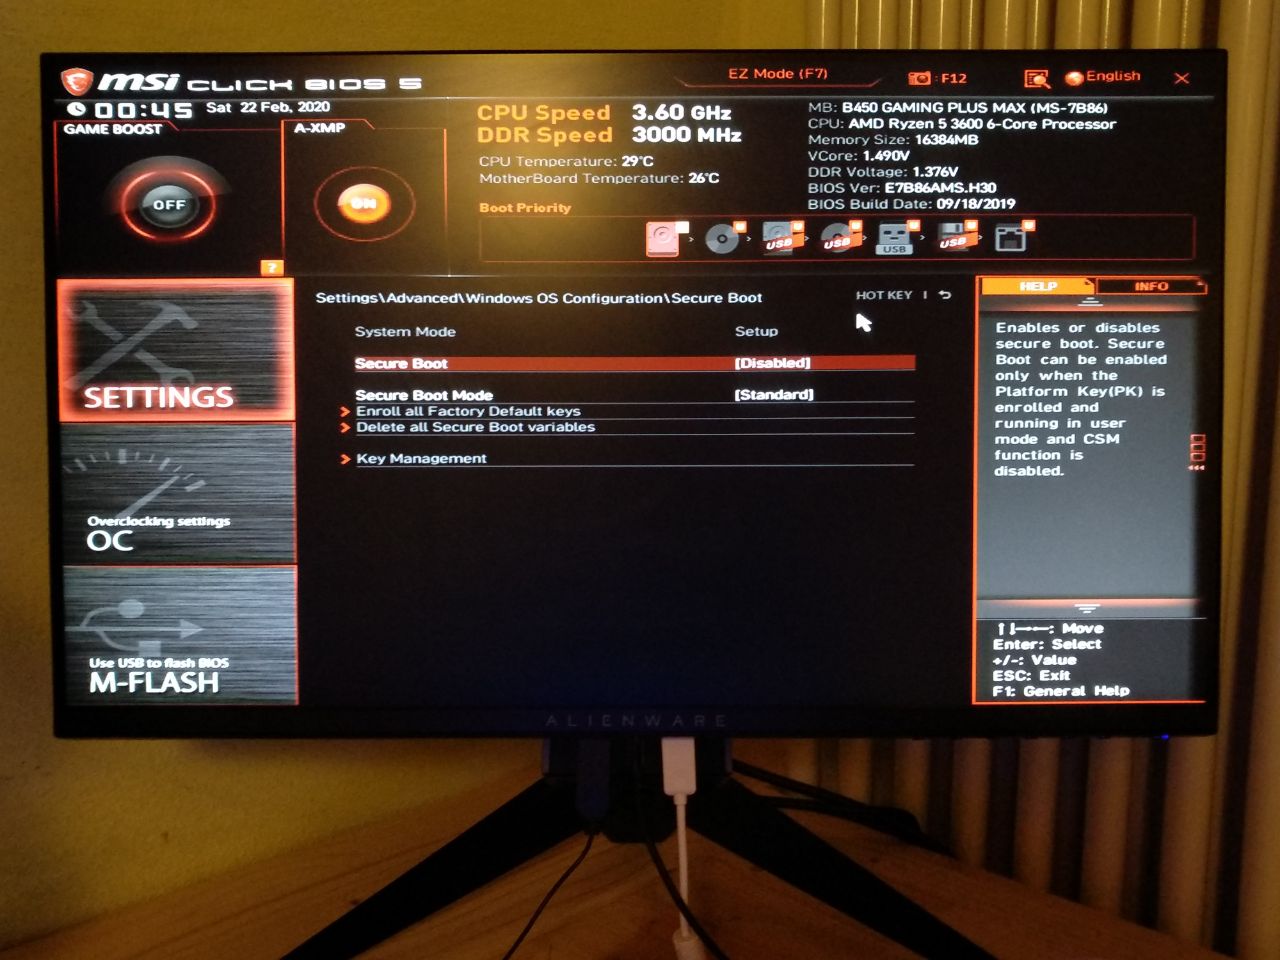 msi CLICK BIOS 5
EZ Mode (F7)
: F12
English
X
00:45 Sat 22 Feb, 2020
GAME BOOST
OFF
?
A-XMP
ON
CPU Speed 3.60 GHz
DDR Speed 3000 MHz
CPU Temperature: 29°C
MotherBoard Temperature: 26°C
MB: B450 GAMING PLUS MAX (MS-7B86)
CPU: AMD Ryzen 5 3600 6-Core Processor
Memory Size: 16384MB
VCore: 1.490V
DDR Voltage: 1.376V
BIOS Ver: E7B86AMS.H30
BIOS Build Date: 09/18/2019
Boot Priority
USB USB USB USB
SETTINGS
Overclocking settings
OC
Use USB to flash BIOS
M-FLASH
Settings\Advanced\Windows OS Configuration\Secure Boot
HOT KEY |
System Mode Setup
Secure Boot [Disabled]
Secure Boot Mode [Standard]
> Enroll all Factory Default keys
> Delete all Secure Boot variables
> Key Management
HELP
INFO
Enables or disables
secure boot. Secure
Boot can be enabled
only when the
Platform Key(PK) is
enrolled and
running in user
mode and CSM
function is
disabled.
↑↓→←: Move
Enter: Select
+/-: Value
ESC: Exit
F1: General Help
ALIENWARE